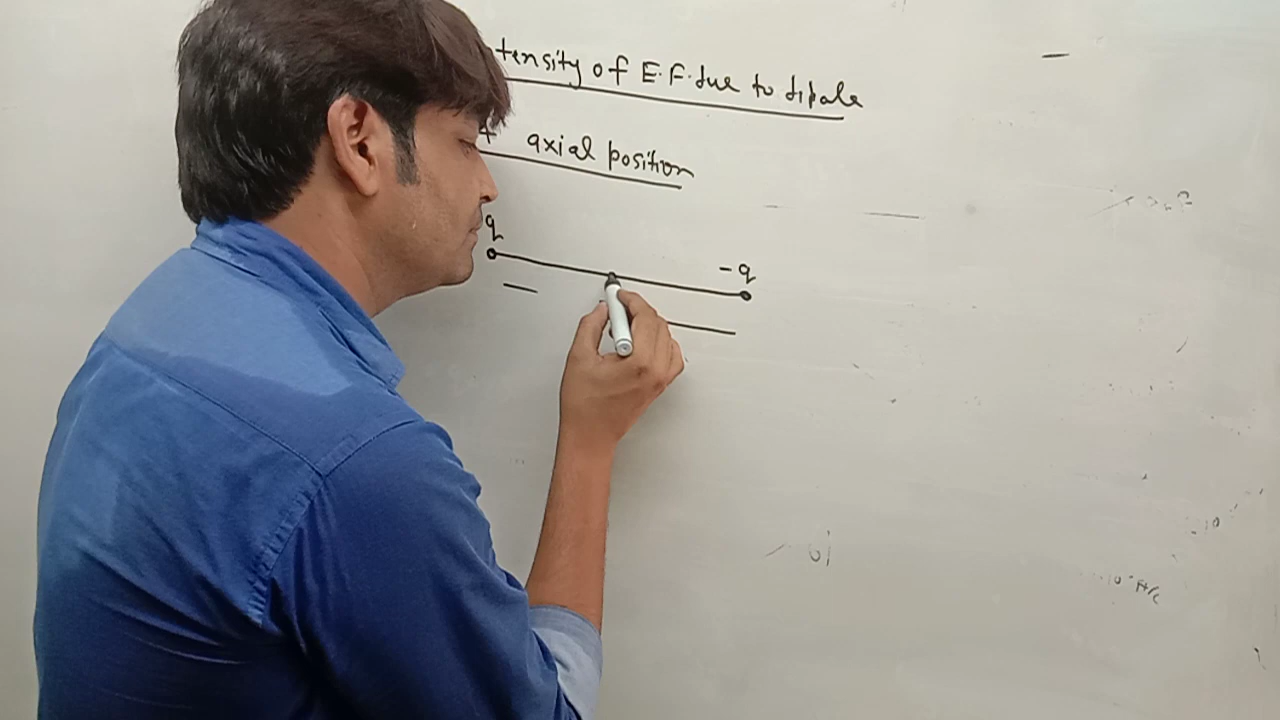 tensity of E.F. due to dipole
axial position
q
- q